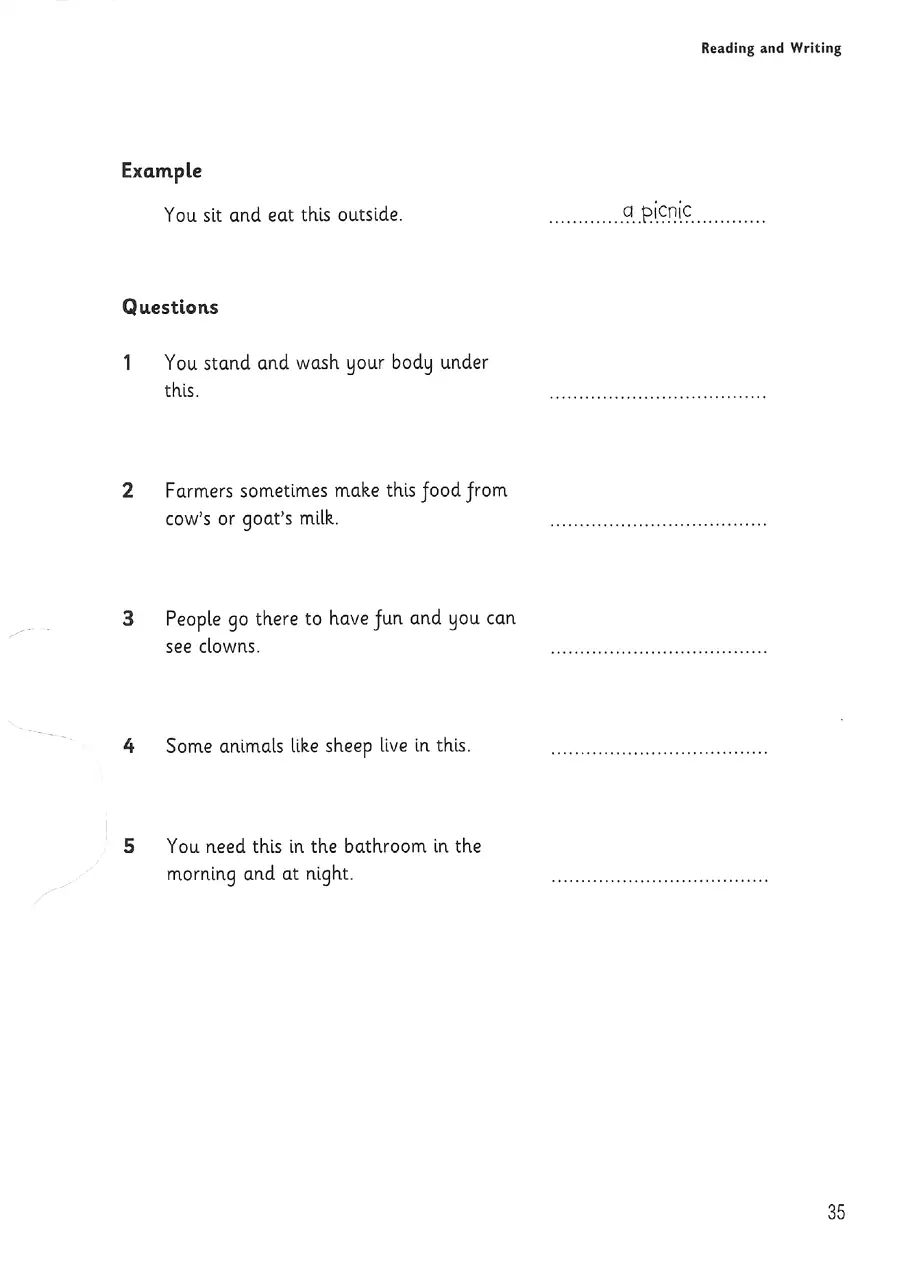 Reading and Writing
Example
You sit and eat this outside. a picnic
Questions
1 You stand and wash your body under
this.
2 Farmers sometimes make this food from
cow's or goat's milk.
3 People go there to have fun and you can
see clowns.
4 Some animals like sheep live in this.
5 You need this in the bathroom in the
morning and at night.
35